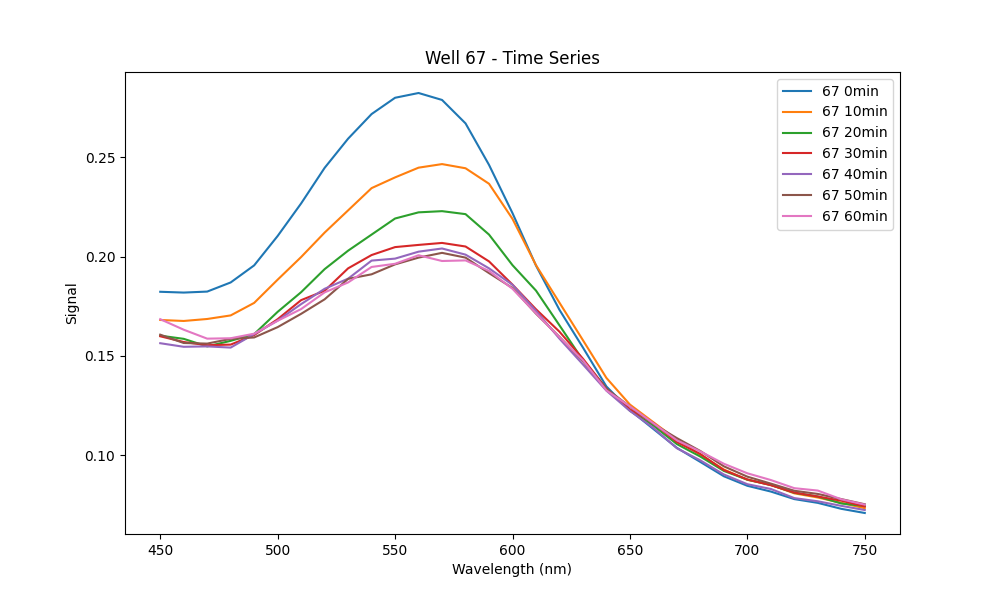 Well 67 - Time Series
67 0min
67 10min
67 20min
67 30min
67 40min
67 50min
67 60min
Signal
0.25
0.20
0.15
0.10
450 500 550 600 650 700 750
Wavelength (nm)